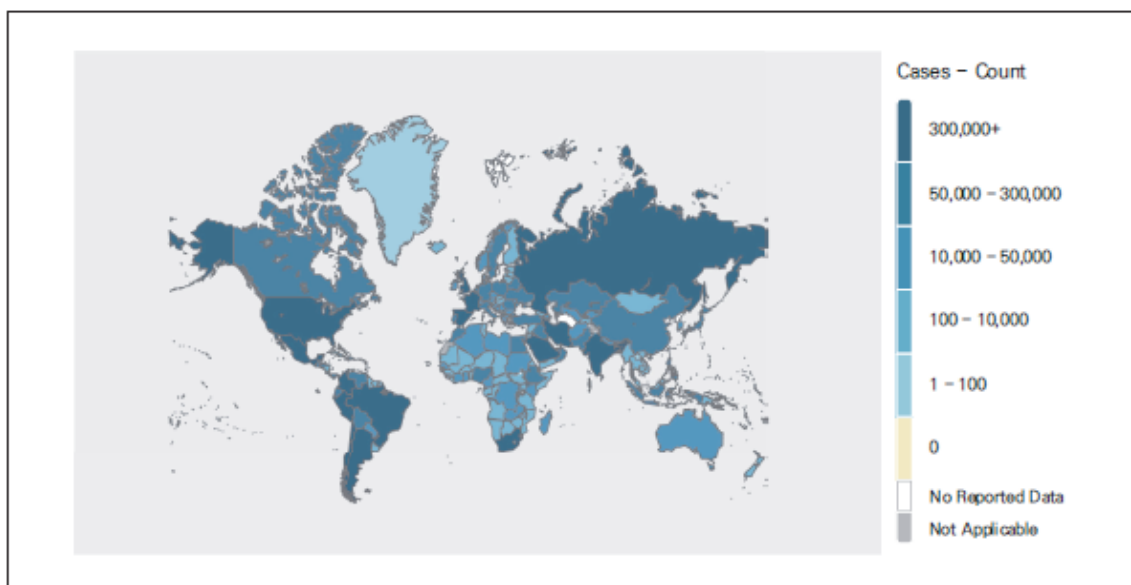 Cases - Count
300,000+
50,000 - 300,000
10,000 - 50,000
100 - 10,000
1 - 100
0
No Reported Data
Not Applicable